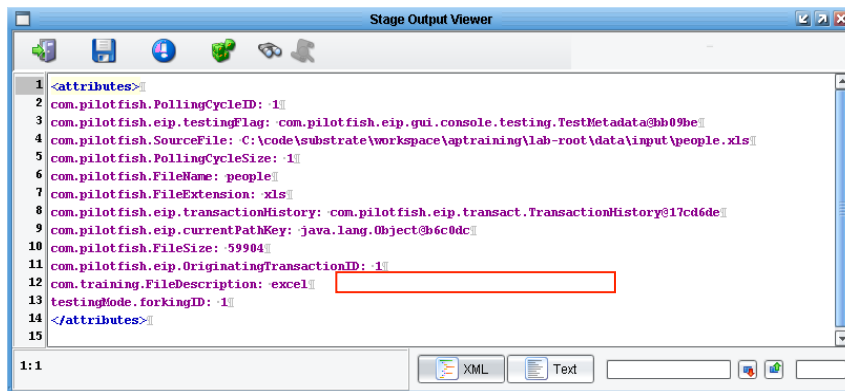 Stage Output Viewer
1 <attributes>¶
2 com.pilotfish.PollingCycleID: ·1¶
3 com.pilotfish.eip.testingFlag: ·com.pilotfish.eip.gui.console.testing.TestMetadata@bb09be¶
4 com.pilotfish.SourceFile: ·C:\code\substrate\workspace\aptraining\lab-root\data\input\people.xls¶
5 com.pilotfish.PollingCycleSize: ·1¶
6 com.pilotfish.FileName: ·people¶
7 com.pilotfish.FileExtension: ·xls¶
8 com.pilotfish.eip.transactionHistory: ·com.pilotfish.eip.transact.TransactionHistory@17cd6de¶
9 com.pilotfish.eip.currentPathKey: ·java.lang.Object@b6c0dc¶
10 com.pilotfish.FileSize: ·59904¶
11 com.pilotfish.eip.OriginatingTransactionID: ·1¶
12 com.training.FileDescription: ·excel¶
13 testingMode.forkingID: ·1¶
14 </attributes>¶
15
1:1 XML Text